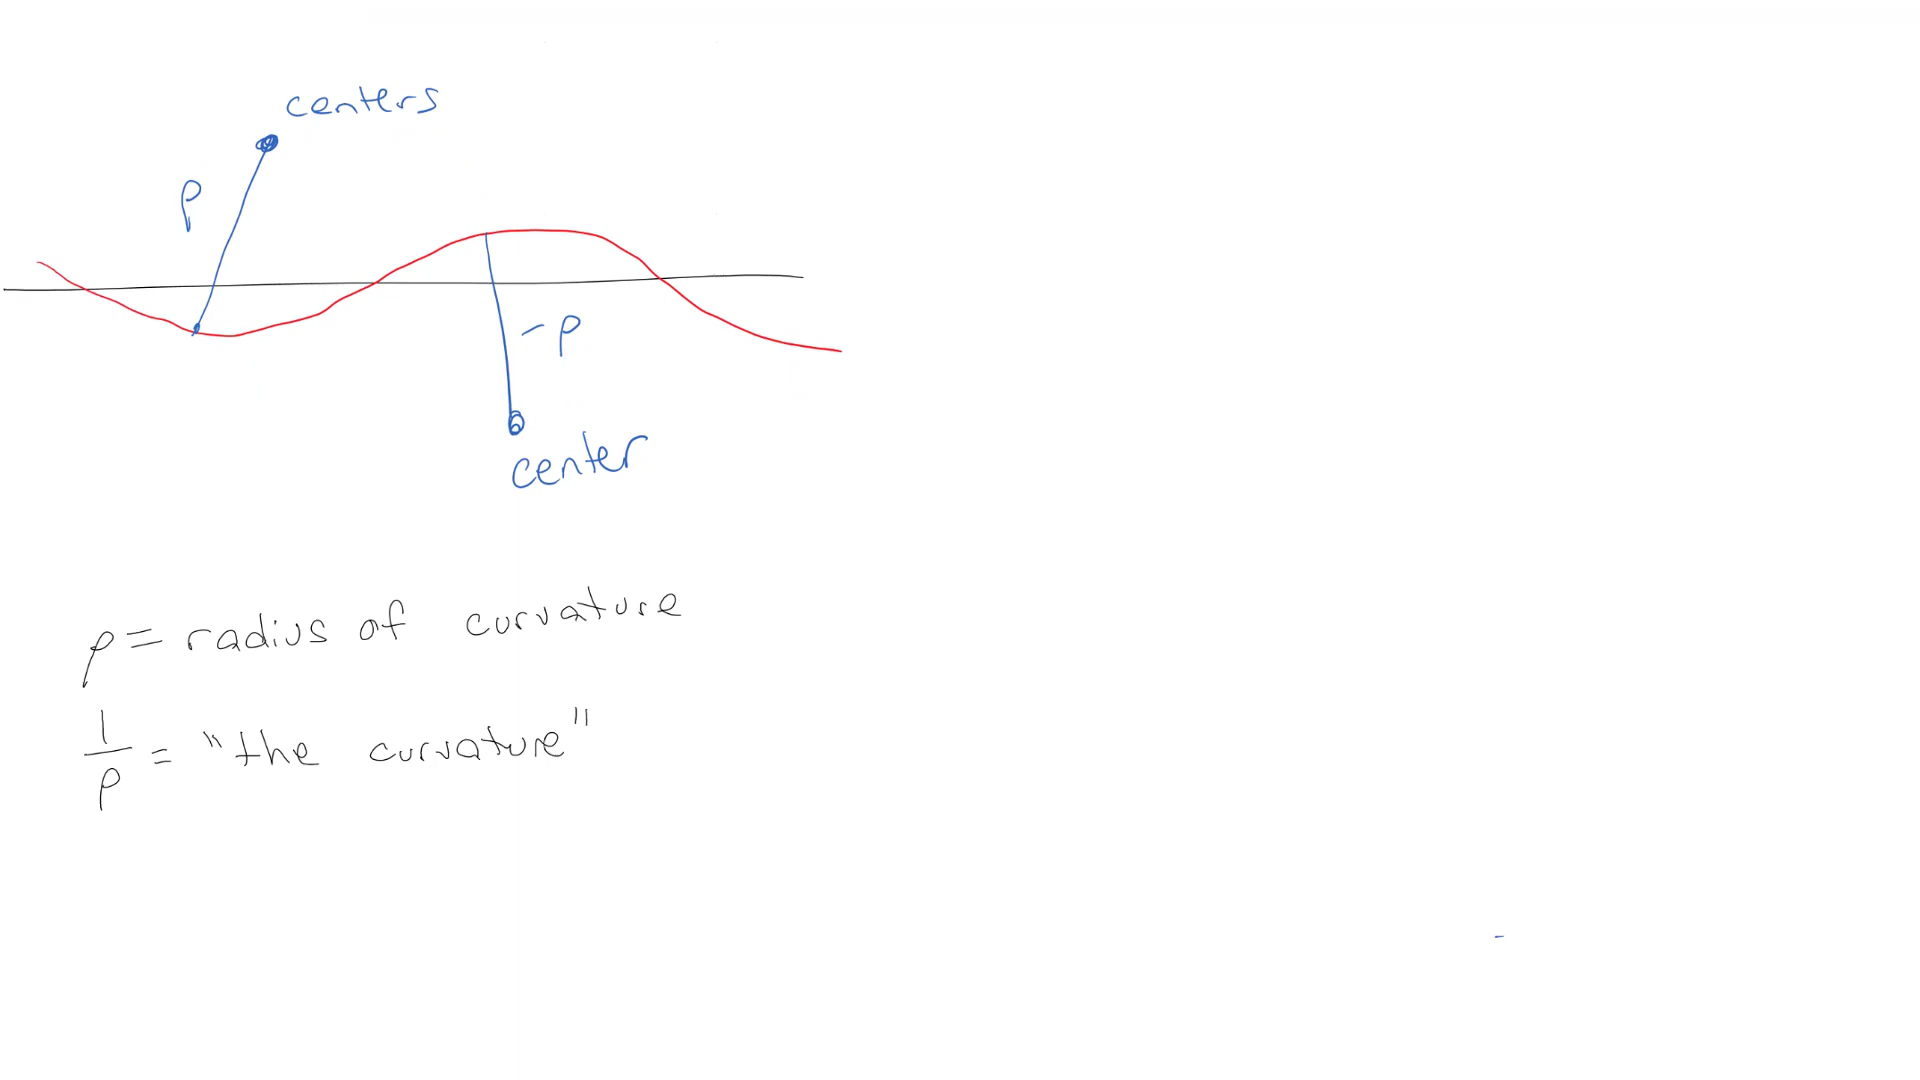 centers
ρ
-ρ
center
ρ = radius of curvature
1/ρ = "the curvature"